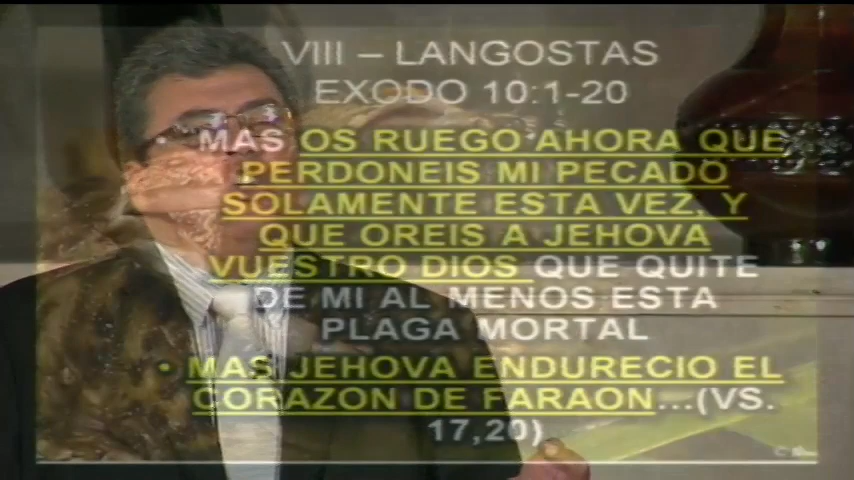 VIII – LANGOSTAS
EXODO 10:1-20
• MAS OS RUEGO AHORA QUE
PERDONEIS MI PECADO
SOLAMENTE ESTA VEZ, Y
QUE OREIS A JEHOVA
VUESTRO DIOS QUE QUITE
DE MI AL MENOS ESTA
PLAGA MORTAL
• MAS JEHOVA ENDURECIO EL
CORAZON DE FARAON...(VS.
17,20)